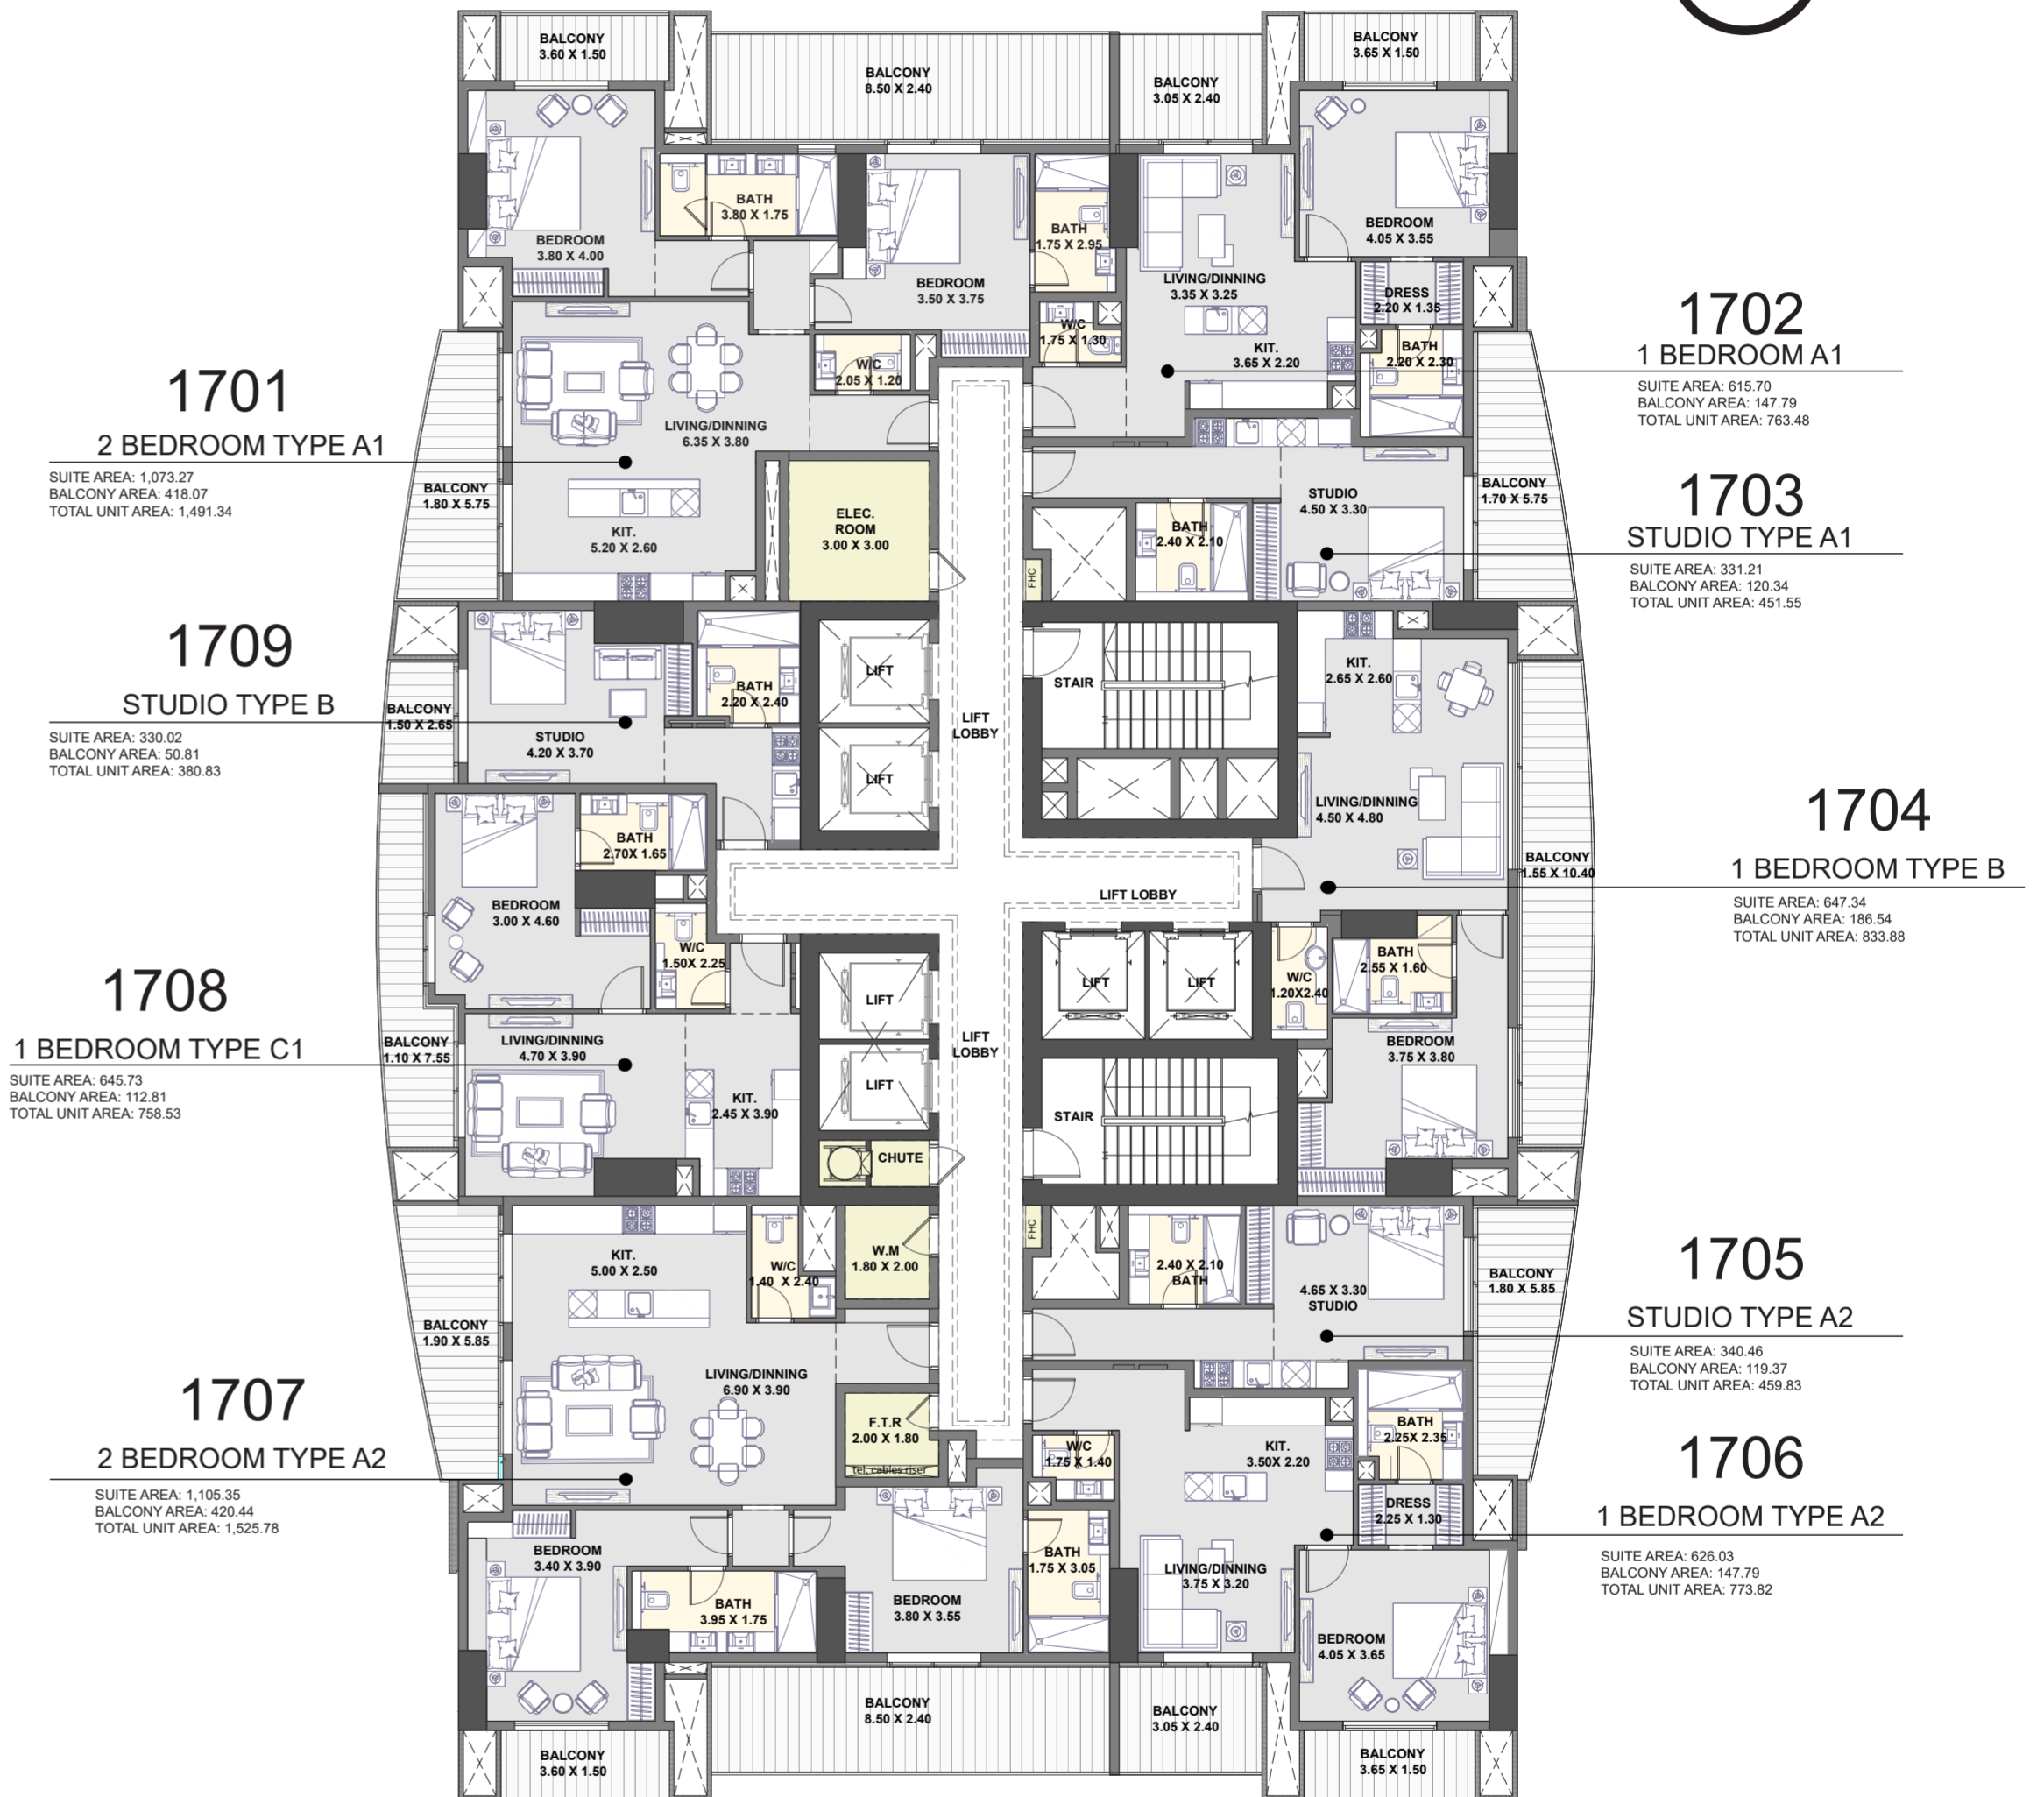 BALCONY
3.60 X 1.50
BALCONY
8.50 X 2.40
BALCONY
3.05 X 2.40
BALCONY
3.65 X 1.50
BEDROOM
3.80 X 4.00
BATH
3.80 X 1.75
BEDROOM
3.50 X 3.75
BATH
1.75 X 2.95
LIVING/DINNING
3.35 X 3.25
BEDROOM
4.05 X 3.55
DRESS
2.20 X 1.35
W/C
1.75 X 1.30
KIT.
3.65 X 2.20
BATH
2.20 X 2.30
W/C
2.05 X 1.20
1702
1 BEDROOM A1
SUITE AREA: 615.70
BALCONY AREA: 147.79
TOTAL UNIT AREA: 763.48
1701
2 BEDROOM TYPE A1
SUITE AREA: 1,073.27
BALCONY AREA: 418.07
TOTAL UNIT AREA: 1,491.34
LIVING/DINNING
6.35 X 3.80
BALCONY
1.80 X 5.75
KIT.
5.20 X 2.60
ELEC.
ROOM
3.00 X 3.00
FHC
BATH
2.40 X 2.10
STUDIO
4.50 X 3.30
BALCONY
1.70 X 5.75
1703
STUDIO TYPE A1
SUITE AREA: 331.21
BALCONY AREA: 120.34
TOTAL UNIT AREA: 451.55
1709
STUDIO TYPE B
SUITE AREA: 330.02
BALCONY AREA: 50.81
TOTAL UNIT AREA: 380.83
BALCONY
1.50 X 2.65
STUDIO
4.20 X 3.70
BATH
2.20 X 2.40
LIFT
LIFT
LIFT
LOBBY
STAIR
KIT.
2.65 X 2.60
LIVING/DINNING
4.50 X 4.80
BALCONY
1.55 X 10.40
1704
1 BEDROOM TYPE B
SUITE AREA: 647.34
BALCONY AREA: 186.54
TOTAL UNIT AREA: 833.88
BATH
2.70X 1.65
BEDROOM
3.00 X 4.60
W/C
1.50X 2.25
LIFT LOBBY
LIFT
LIFT
W/C
1.20X2.40
BATH
2.55 X 1.60
BEDROOM
3.75 X 3.80
1708
1 BEDROOM TYPE C1
SUITE AREA: 645.73
BALCONY AREA: 112.81
TOTAL UNIT AREA: 758.53
BALCONY
1.10 X 7.55
LIVING/DINNING
4.70 X 3.90
KIT.
2.45 X 3.90
LIFT
LIFT
LIFT
LOBBY
STAIR
CHUTE
FHC
KIT.
5.00 X 2.50
W/C
1.40 X 2.40
W.M
1.80 X 2.00
2.40 X 2.10
BATH
4.65 X 3.30
STUDIO
BALCONY
1.80 X 5.85
1705
STUDIO TYPE A2
SUITE AREA: 340.46
BALCONY AREA: 119.37
TOTAL UNIT AREA: 459.83
BALCONY
1.90 X 5.85
LIVING/DINNING
6.90 X 3.90
F.T.R
2.00 X 1.80
tel. cables riser
1707
2 BEDROOM TYPE A2
SUITE AREA: 1,105.35
BALCONY AREA: 420.44
TOTAL UNIT AREA: 1,525.78
W/C
1.75 X 1.40
KIT.
3.50X 2.20
BATH
2.25X 2.35
DRESS
2.25 X 1.30
1706
1 BEDROOM TYPE A2
SUITE AREA: 626.03
BALCONY AREA: 147.79
TOTAL UNIT AREA: 773.82
BEDROOM
3.40 X 3.90
BATH
3.95 X 1.75
BEDROOM
3.80 X 3.55
BATH
1.75 X 3.05
LIVING/DINNING
3.75 X 3.20
BEDROOM
4.05 X 3.65
BALCONY
3.60 X 1.50
BALCONY
8.50 X 2.40
BALCONY
3.05 X 2.40
BALCONY
3.65 X 1.50